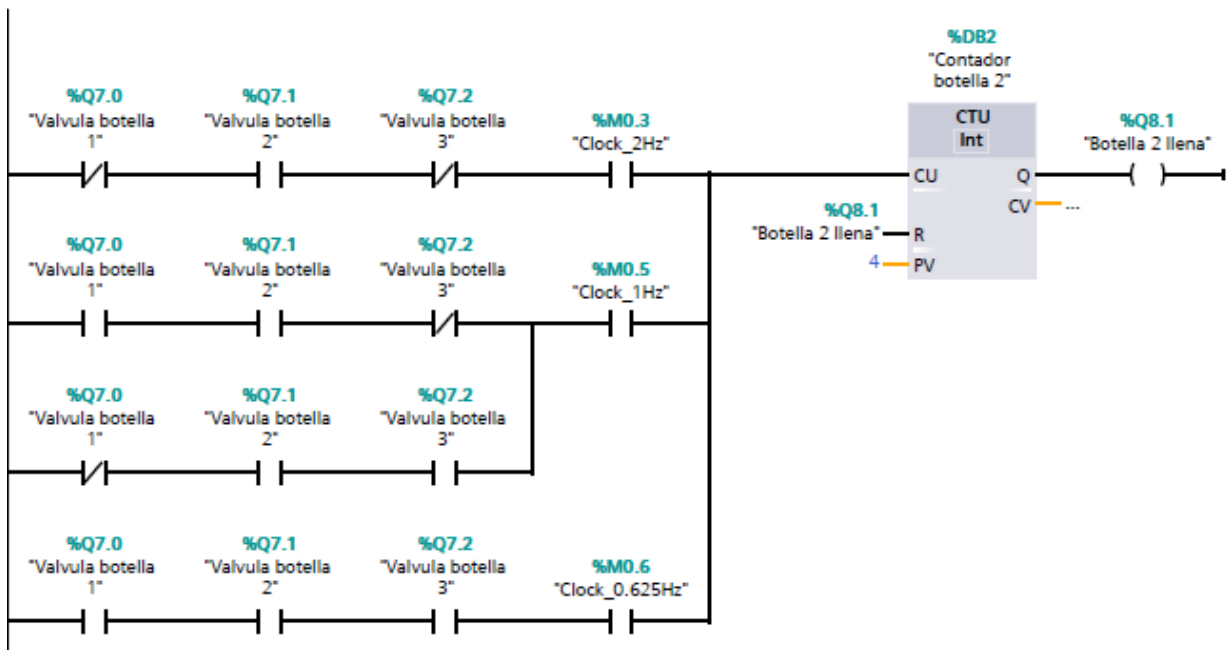 %DB2
"Contador
botella 2"
%Q7.0
"Valvula botella
1"
%Q7.1
"Valvula botella
2"
%Q7.2
"Valvula botella
3"
%M0.3
"Clock_2Hz"
CTU
Int
%Q8.1
"Botella 2 llena"
CU
Q
CV
...
%Q8.1
"Botella 2 llena"
R
4
PV
%Q7.0
"Valvula botella
1"
%Q7.1
"Valvula botella
2"
%Q7.2
"Valvula botella
3"
%M0.5
"Clock_1Hz"
%Q7.0
"Valvula botella
1"
%Q7.1
"Valvula botella
2"
%Q7.2
"Valvula botella
3"
%Q7.0
"Valvula botella
1"
%Q7.1
"Valvula botella
2"
%Q7.2
"Valvula botella
3"
%M0.6
"Clock_0.625Hz"